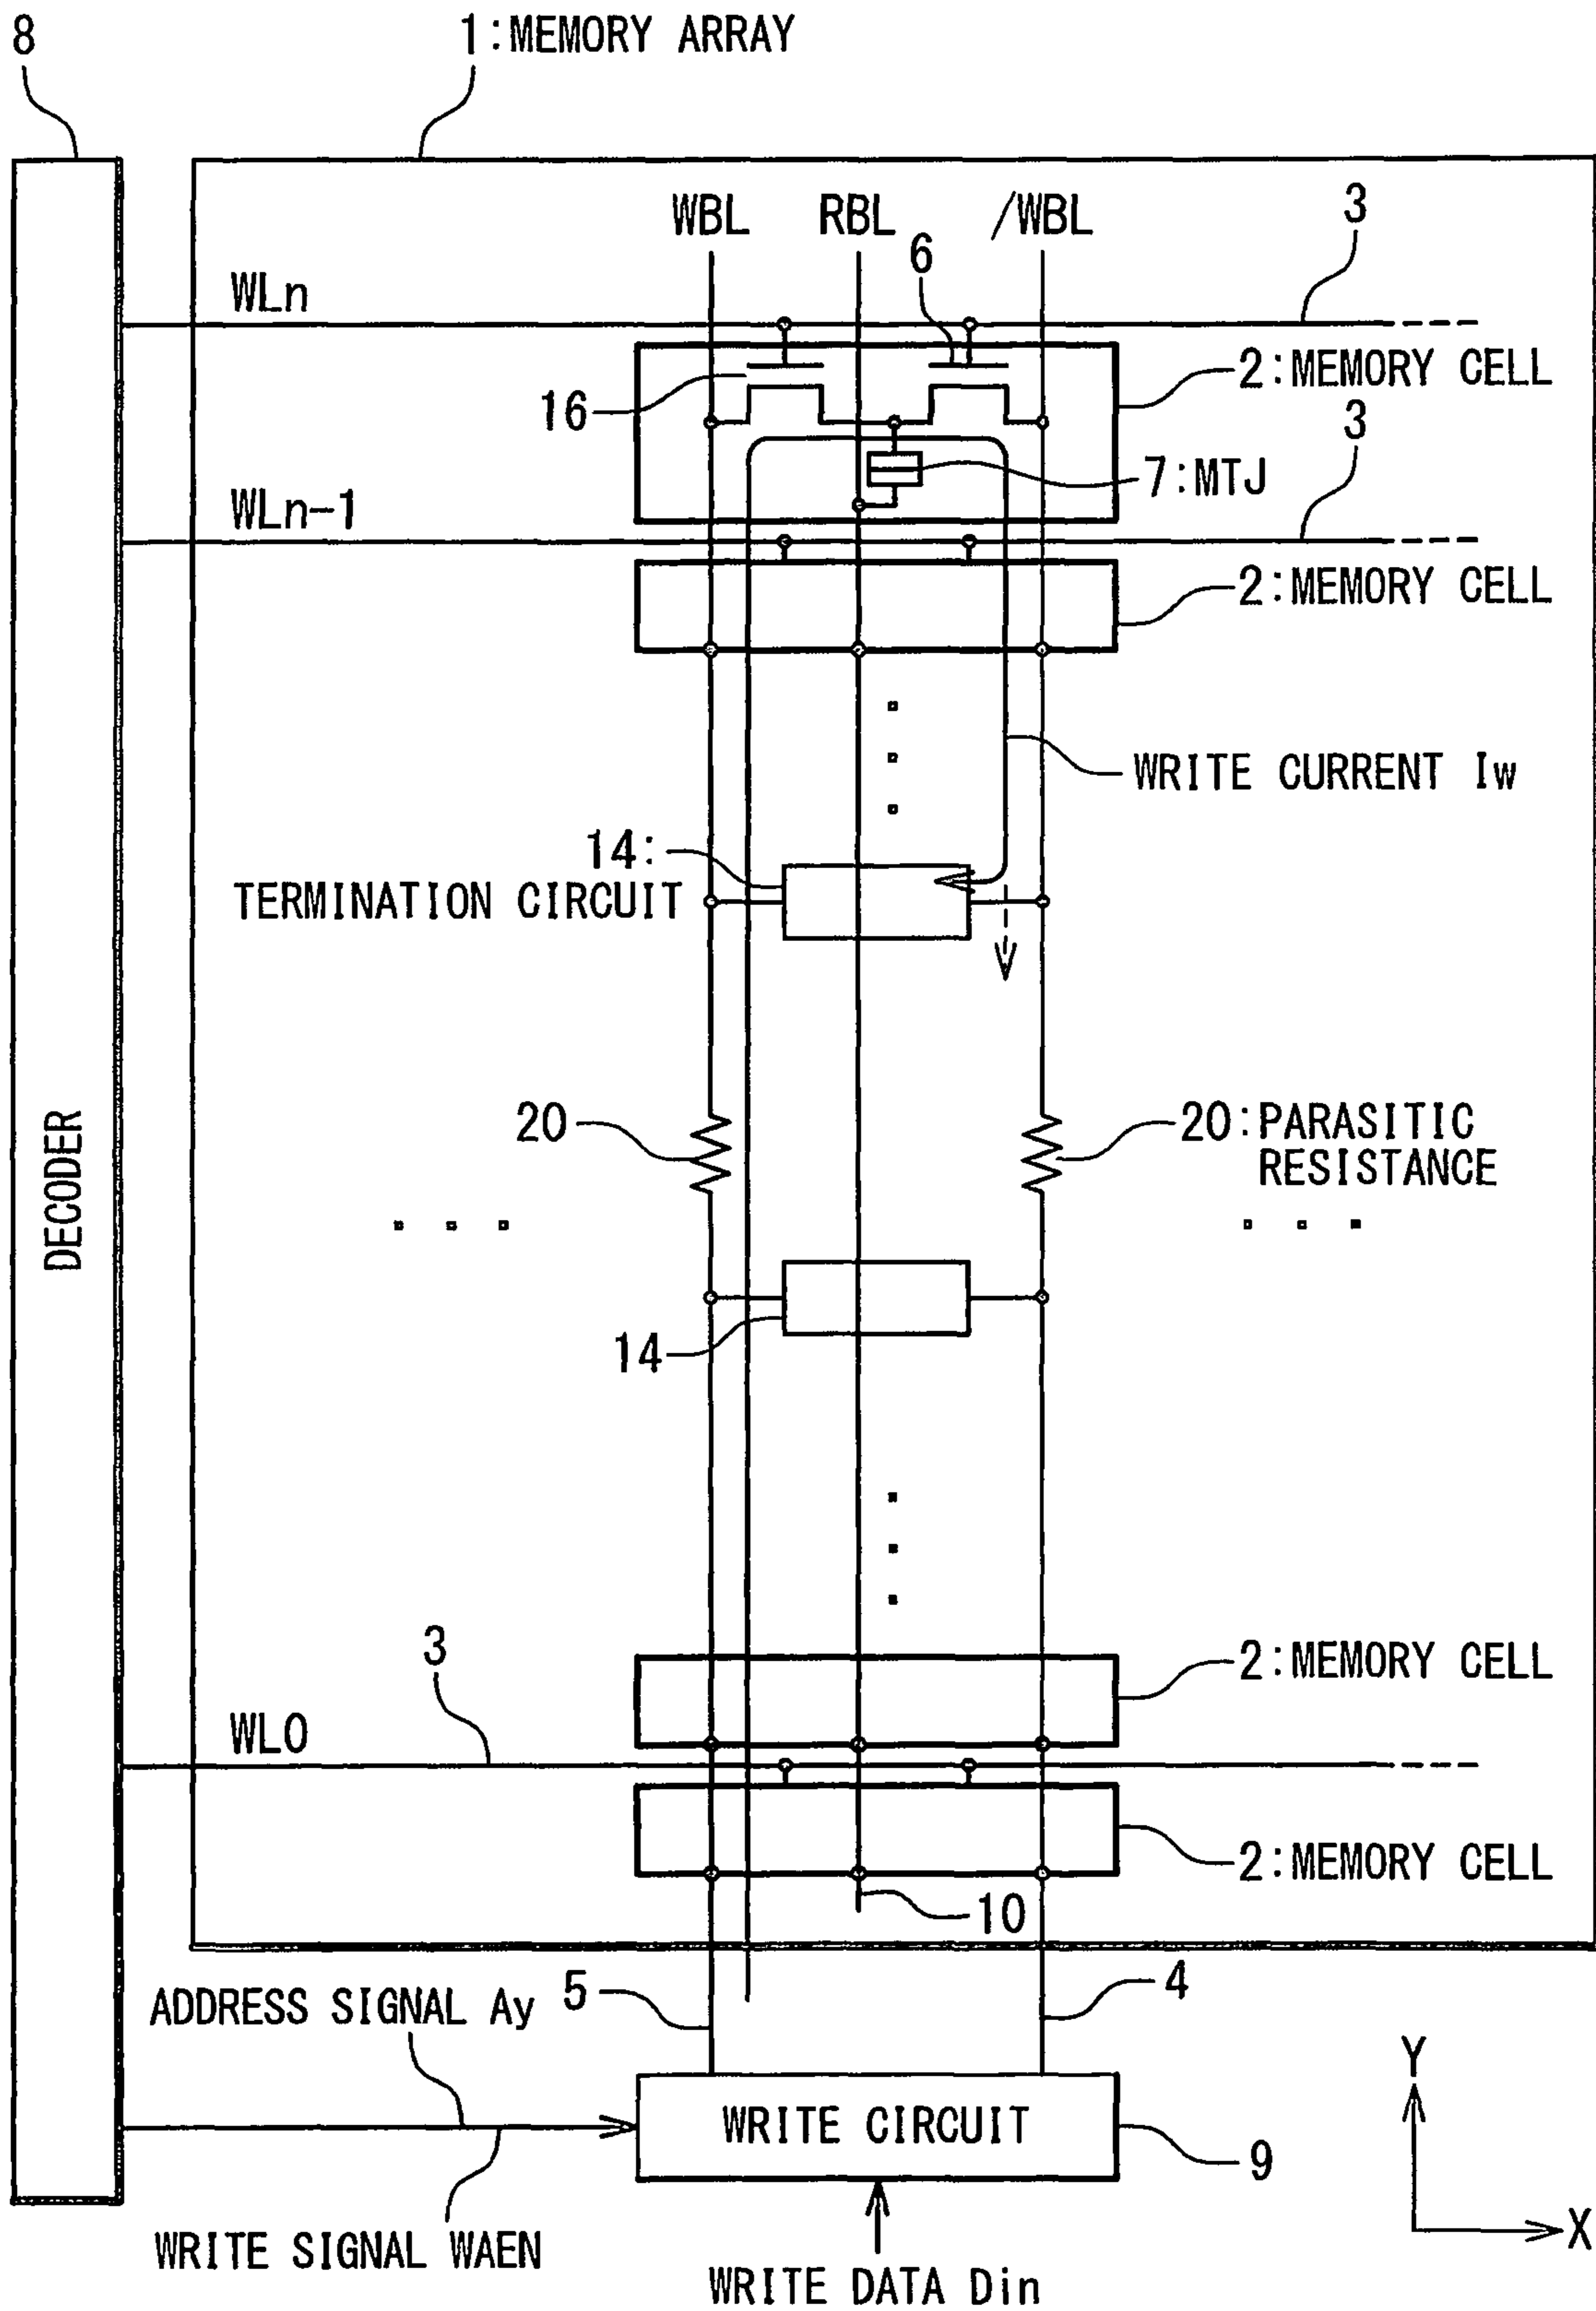 8
1:MEMORY ARRAY
WBL RBL /WBL
3
6
WLn
2:MEMORY CELL
16
3
7:MTJ
WLn-1
2:MEMORY CELL
WRITE CURRENT Iw
14:
TERMINATION CIRCUIT
20
20:PARASITIC
RESISTANCE
DECODER
14
3
2:MEMORY CELL
WL0
2:MEMORY CELL
10
ADDRESS SIGNAL Ay
5
4
Y
WRITE CIRCUIT
9
X
WRITE SIGNAL WAEN
WRITE DATA Din